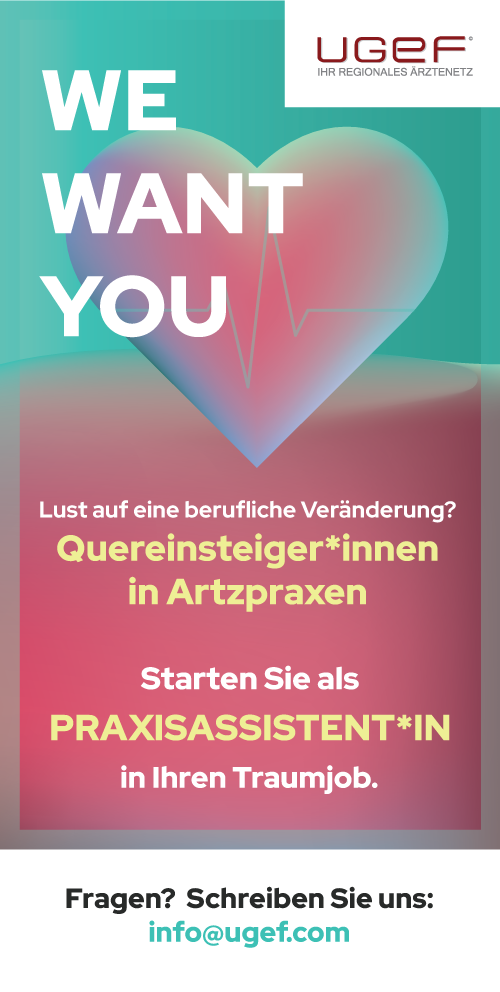 UGEF©
IHR REGIONALES ÄRZTENETZ
WE
WANT
YOU
Lust auf eine berufliche Veränderung?
Quereinsteiger*innen
in Artzpraxen
Starten Sie als
PRAXISASSISTENT*IN
in Ihren Traumjob.
Fragen? Schreiben Sie uns:
info@ugef.com